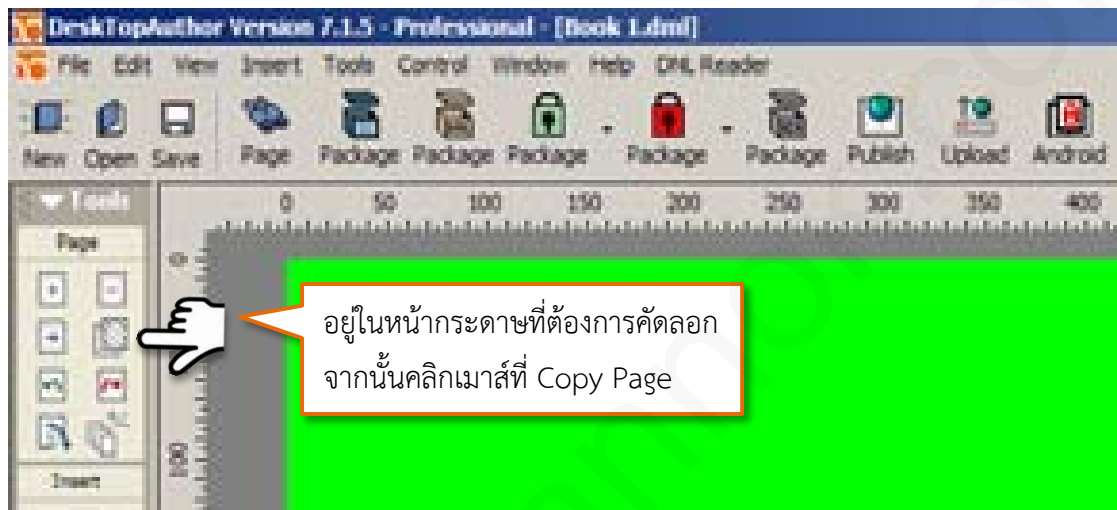 DeskTopAuthor Version 7.1.5 - Professional - [Book 1.dml]
File Edit View Insert Tools Control Window Help DNL Reader
New Open Save Page Package Package Package Package Package Publish Upload Android
Tools
0 50 100 150 200 250 300 350 400
Page
0
อยู่ในหน้ากระดาษที่ต้องการคัดลอก
จากนั้นคลิกเมาส์ที่ Copy Page
100
Insert